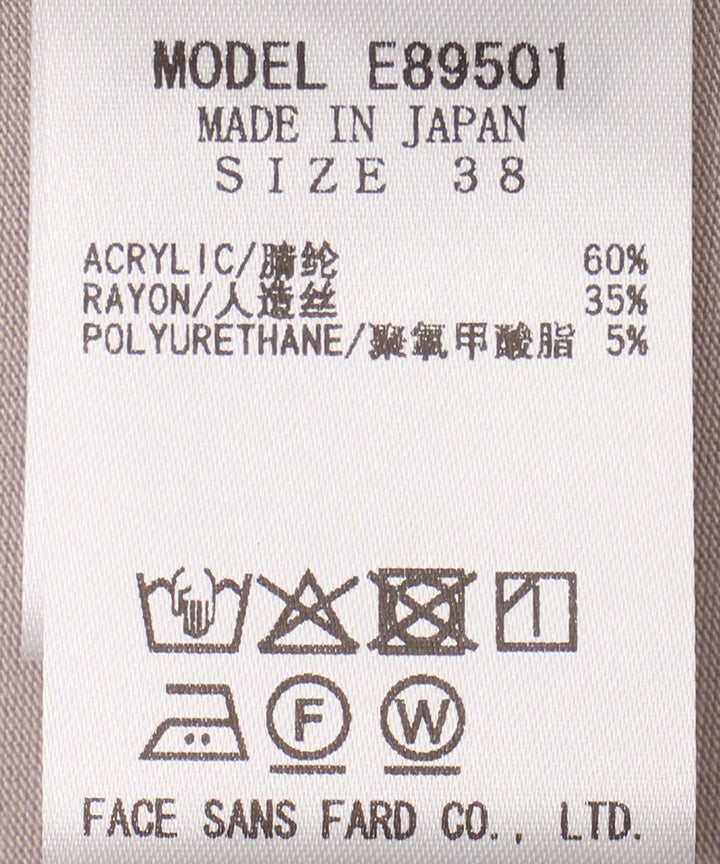 MODEL E89501
MADE IN JAPAN
SIZE 38
ACRYLIC/腈纶 60%
RAYON/人造丝 35%
POLYURETHANE/聚氨甲酸脂 5%
F W
FACE SANS FARD CO., LTD.